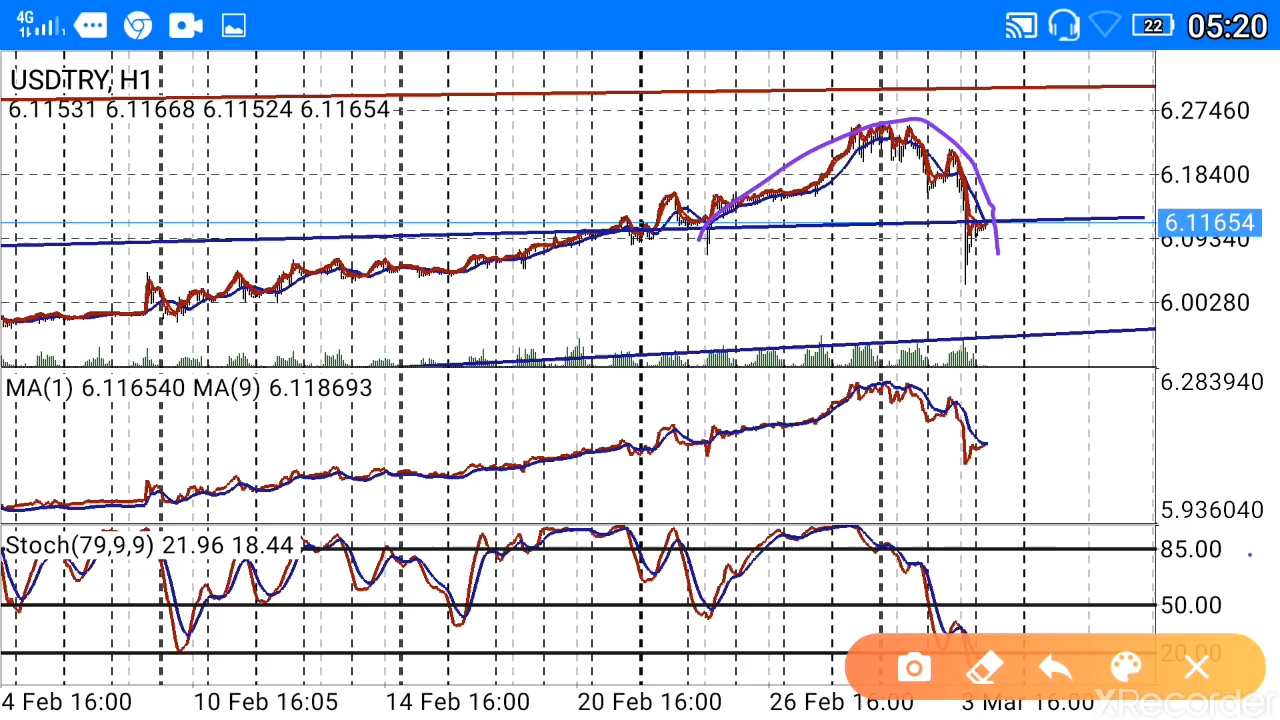 4G 22 05:20
USDTRY, H1
6.11531 6.11668 6.11524 6.11654
6.27460
6.18400
6.11654
6.09340
6.00280
MA(1) 6.116540 MA(9) 6.118693
6.283940
5.936040
Stoch(79,9,9) 21.96 18.44
85.00
50.00
20.00
4 Feb 16:00 10 Feb 16:05 14 Feb 16:00 20 Feb 16:00 26 Feb 16:00 3 Mar 16:00
XRecorder